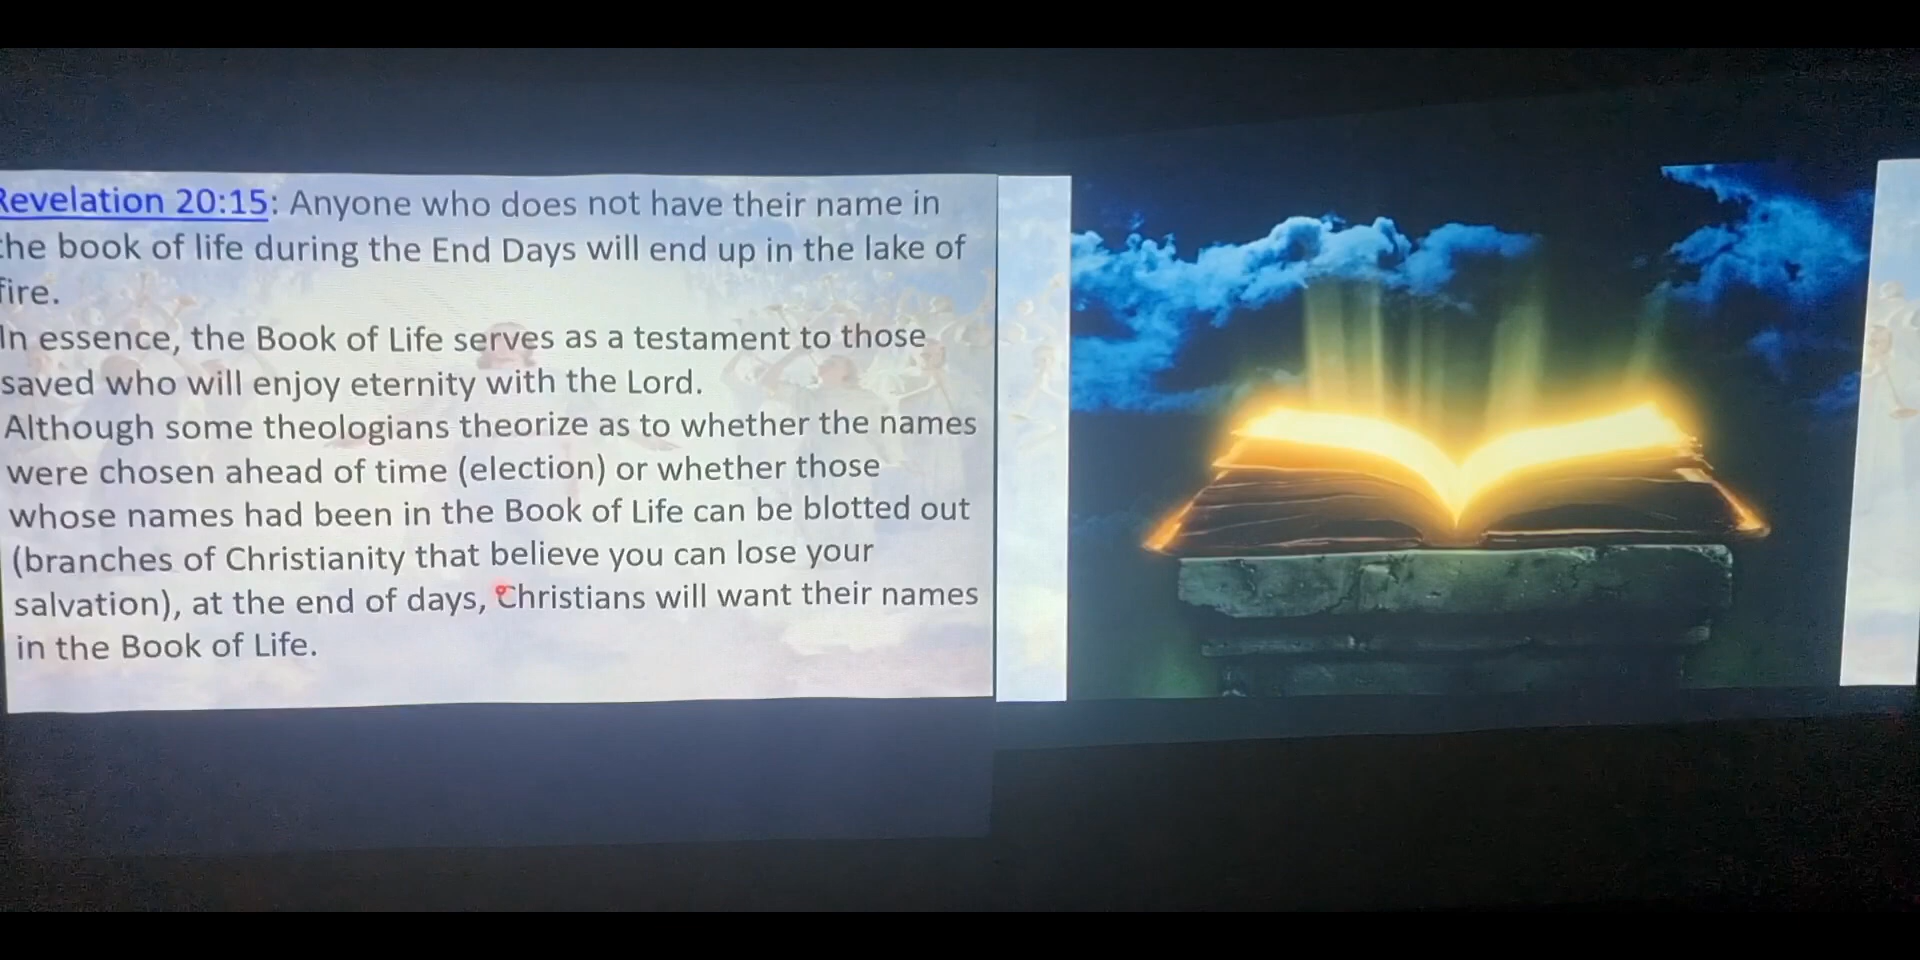 Revelation 20:15: Anyone who does not have their name in
the book of life during the End Days will end up in the lake of
fire.
In essence, the Book of Life serves as a testament to those
saved who will enjoy eternity with the Lord.
Although some theologians theorize as to whether the names
were chosen ahead of time (election) or whether those
whose names had been in the Book of Life can be blotted out
(branches of Christianity that believe you can lose your
salvation), at the end of days, Christians will want their names
in the Book of Life.